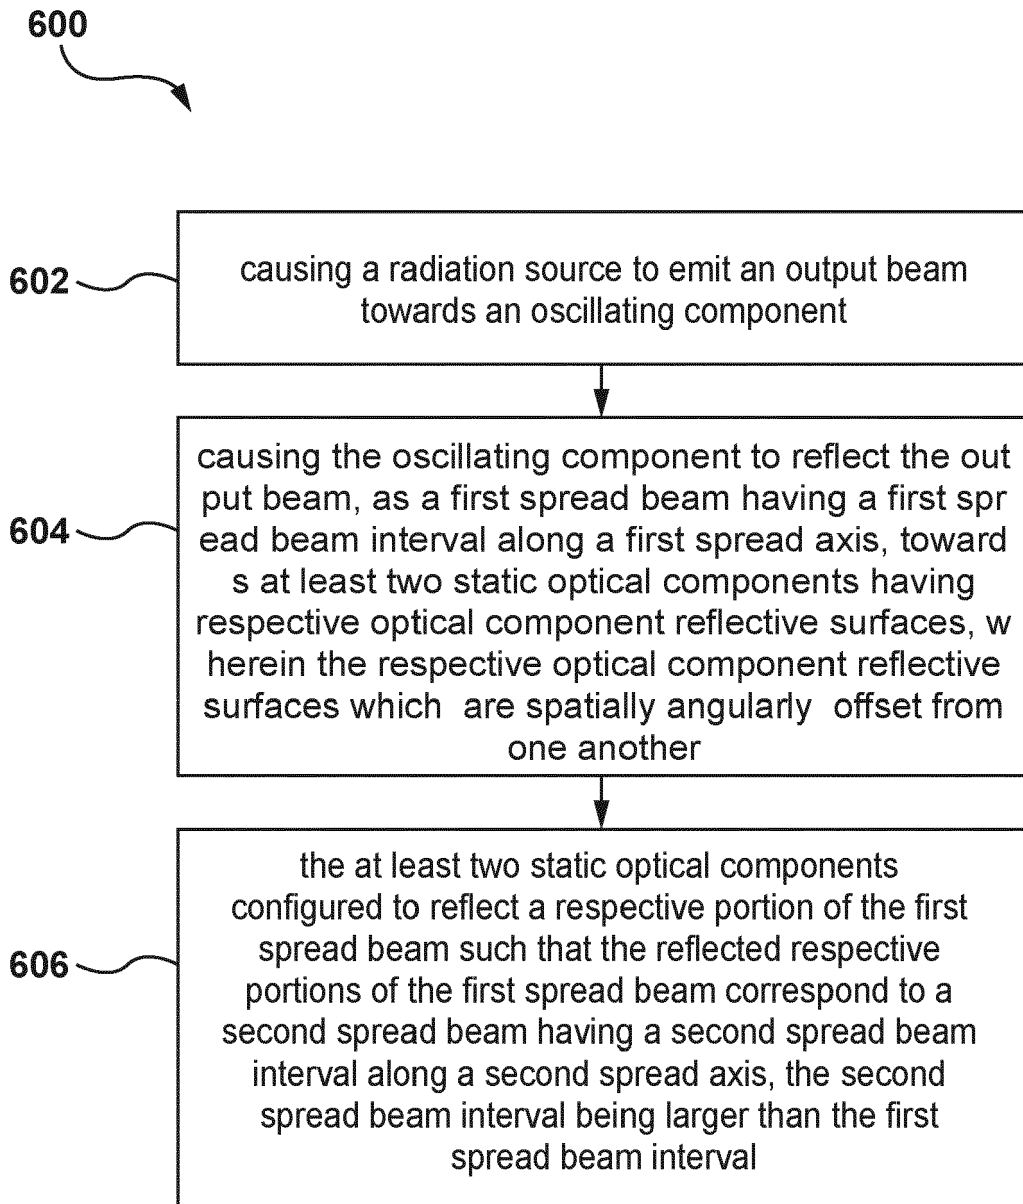 600
602
causing a radiation source to emit an output beam
towards an oscillating component
604
causing the oscillating component to reflect the out
put beam, as a first spread beam having a first spr
ead beam interval along a first spread axis, toward
s at least two static optical components having
respective optical component reflective surfaces, w
herein the respective optical component reflective
surfaces which  are spatially angularly  offset from
one another
606
the at least two static optical components
configured to reflect a respective portion of the first
spread beam such that the reflected respective
portions of the first spread beam correspond to a
second spread beam having a second spread beam
interval along a second spread axis, the second
spread beam interval being larger than the first
spread beam interval